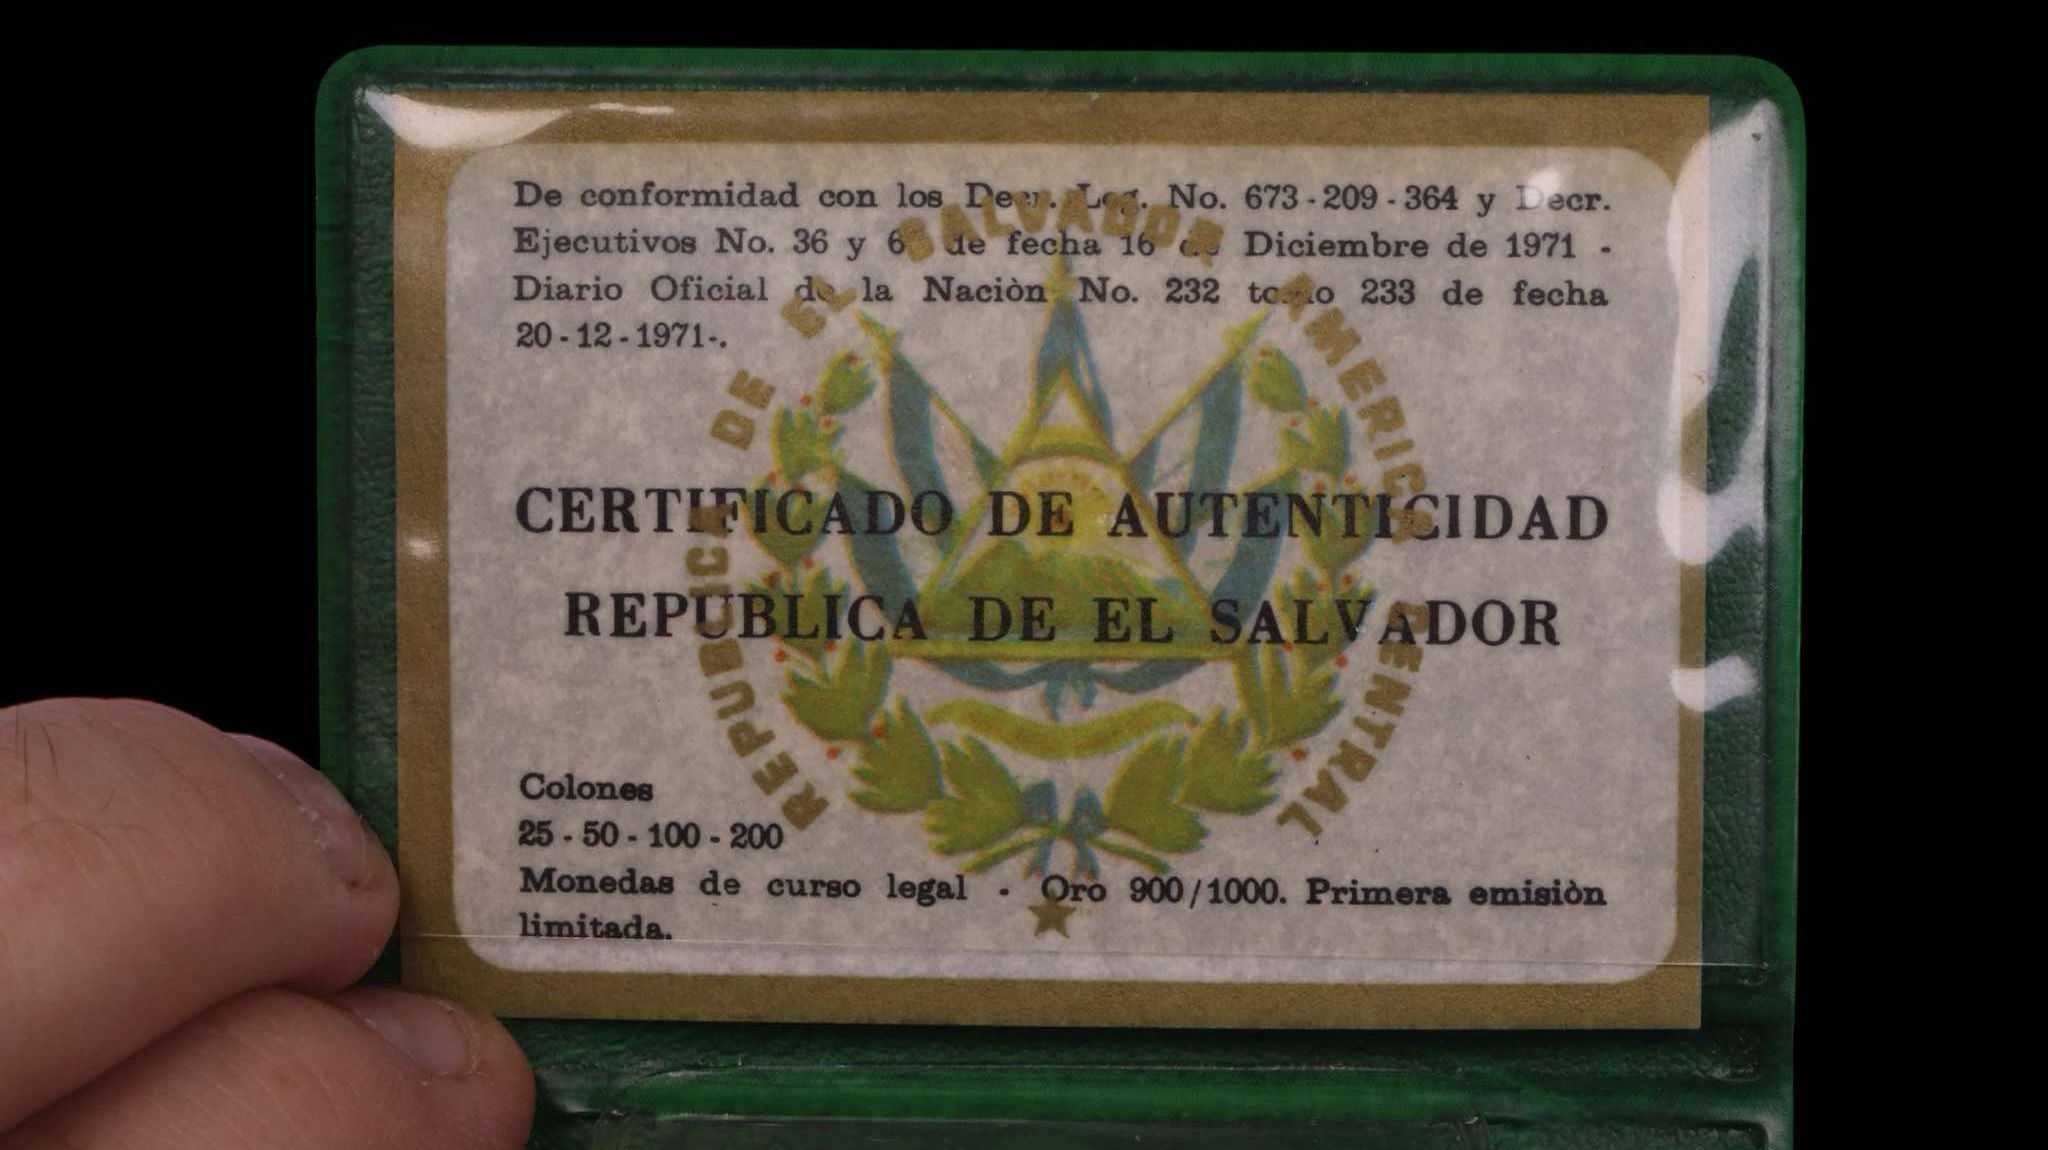 De conformidad con los Decr. Leg. No. 673-209-364 y Decr.
Ejecutivos No. 36 y de fecha 16 de Diciembre de 1971 -
Diario Oficial de la Naciòn No. 232 tomo 233 de fecha
20-12-1971-.
REPUBLICA DE EL SALVADOR AMERICA CENTRAL
CERTIFICADO DE AUTENTICIDAD
REPUBLICA DE EL SALVADOR
Colones
25-50-100-200
Monedas de curso legal - Oro 900/1000. Primera emisiòn
limitada.